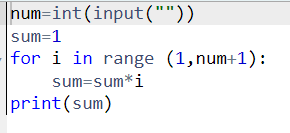 num=int(input(""))
sum=1
for i in range (1,num+1):
    sum=sum*i
print(sum)